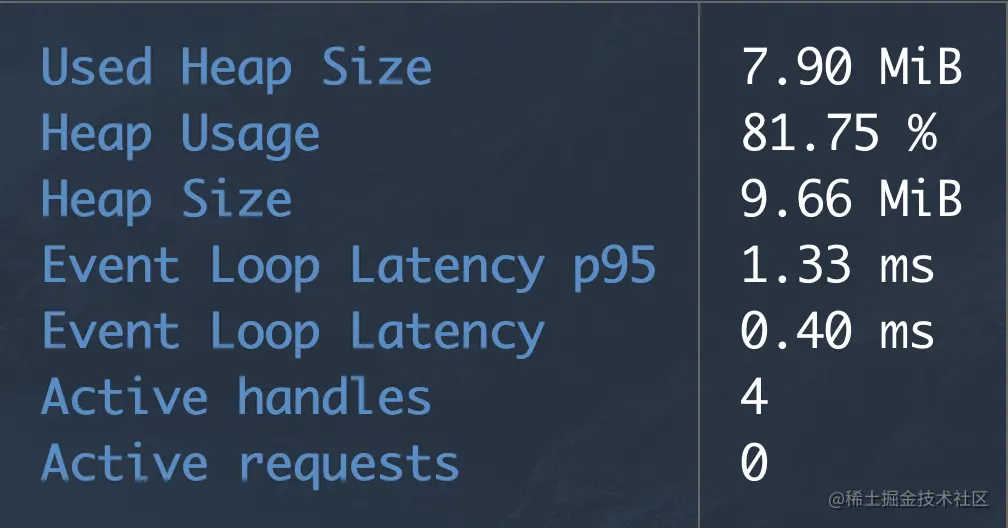 Used Heap Size 7.90 MiB
Heap Usage 81.75 %
Heap Size 9.66 MiB
Event Loop Latency p95 1.33 ms
Event Loop Latency 0.40 ms
Active handles 4
Active requests 0
@稀土掘金技术社区